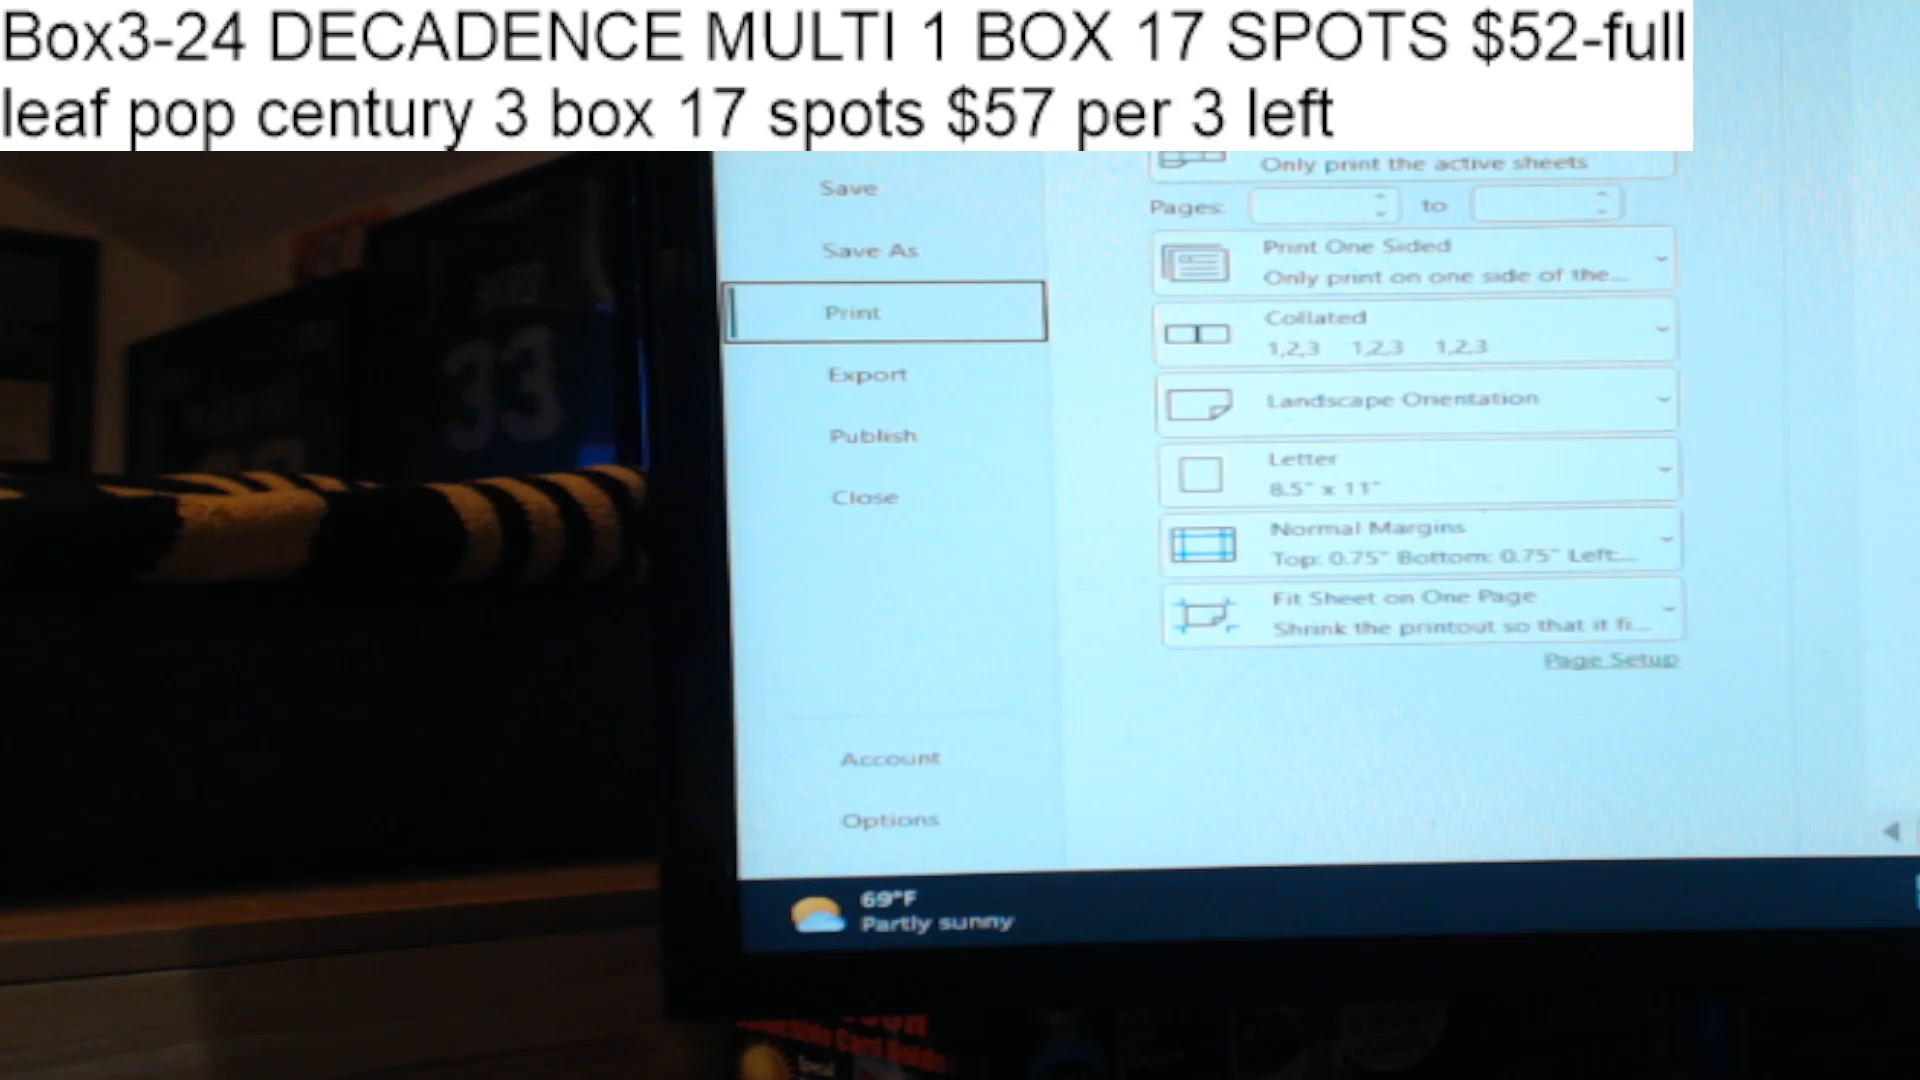 Box3-24 DECADENCE MULTI 1 BOX 17 SPOTS $52-full
leaf pop century 3 box 17 spots $57 per 3 left
Save
Save As
Print
Export
Publish
Close
Account
Options
Only print the active sheets
Pages: to
Print One Sided
Only print on one side of the...
Collated
1,2,3 1,2,3 1,2,3
Landscape Orientation
Letter
8.5" x 11"
Normal Margins
Top: 0.75" Bottom: 0.75" Left:...
Fit Sheet on One Page
Shrink the printout so that it fi...
Page Setup
69°F
Partly sunny
33